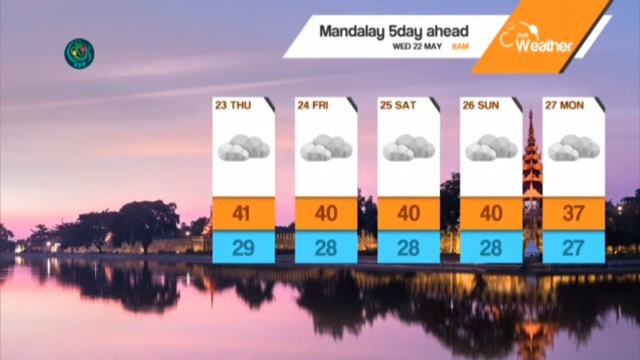 Mandalay 5day ahead
WED 22 MAY 8AM
DVB
Weather
23 THU
24 FRI
25 SAT
26 SUN
27 MON
41
40
40
40
37
29
28
28
28
27